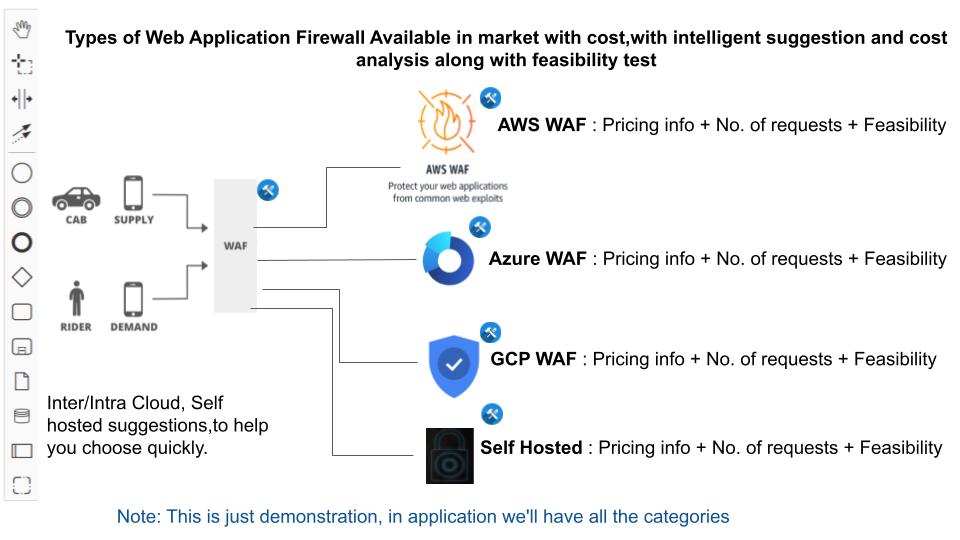 Types of Web Application Firewall Available in market with cost,with intelligent suggestion and cost
analysis along with feasibility test
AWS WAF : Pricing info + No. of requests + Feasibility
AWS WAF
Protect your web applications
from common web exploits
CAB
SUPPLY
WAF
Azure WAF : Pricing info + No. of requests + Feasibility
RIDER
DEMAND
GCP WAF : Pricing info + No. of requests + Feasibility
Inter/Intra Cloud, Self
hosted suggestions,to help
you choose quickly.
Self Hosted : Pricing info + No. of requests + Feasibility
Note: This is just demonstration, in application we'll have all the categories